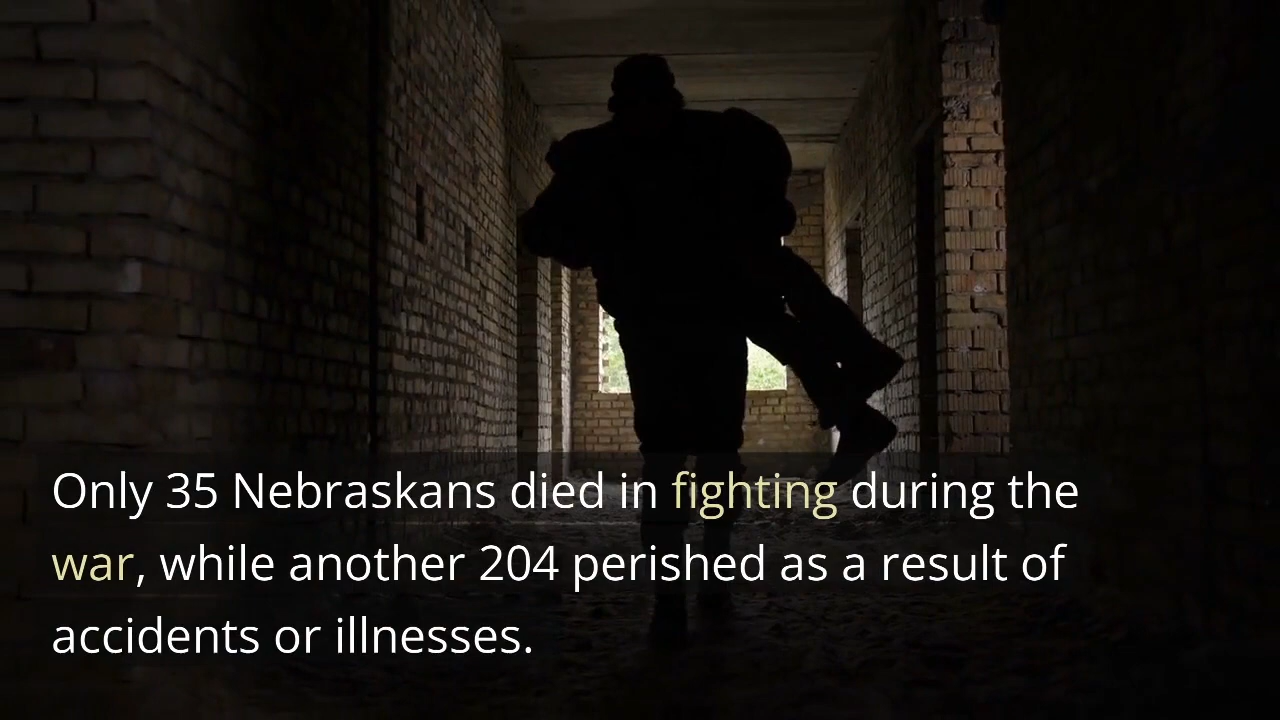 Only 35 Nebraskans died in fighting during the
war, while another 204 perished as a result of
accidents or illnesses.